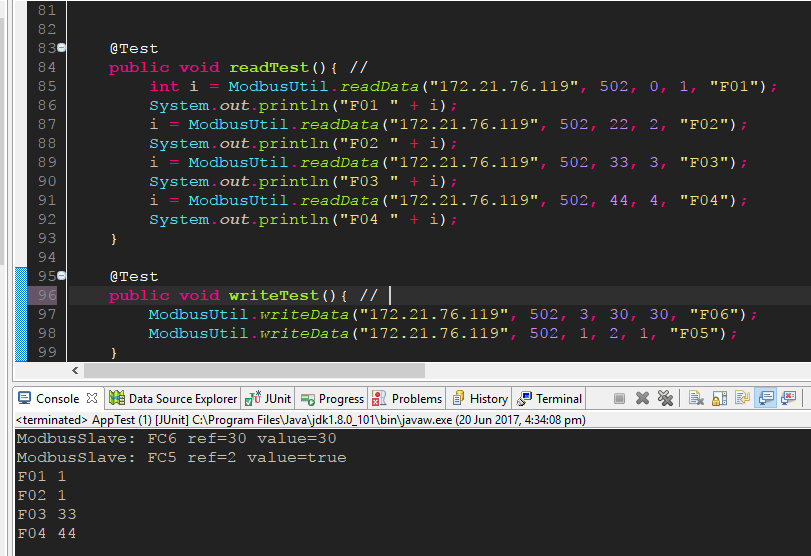 81
82
83 @Test
84 public void readTest(){ //
85 int i = ModbusUtil.readData("172.21.76.119", 502, 0, 1, "F01");
86 System.out.println("F01 " + i);
87 i = ModbusUtil.readData("172.21.76.119", 502, 22, 2, "F02");
88 System.out.println("F02 " + i);
89 i = ModbusUtil.readData("172.21.76.119", 502, 33, 3, "F03");
90 System.out.println("F03 " + i);
91 i = ModbusUtil.readData("172.21.76.119", 502, 44, 4, "F04");
92 System.out.println("F04 " + i);
93 }
94
95 @Test
96 public void writeTest(){ //
97 ModbusUtil.writeData("172.21.76.119", 502, 3, 30, 30, "F06");
98 ModbusUtil.writeData("172.21.76.119", 502, 1, 2, 1, "F05");
99 }
Console Data Source Explorer JUnit Progress Problems History Terminal
<terminated> AppTest (1) [JUnit] C:\Program Files\Java\jdk1.8.0_101\bin\javaw.exe (20 Jun 2017, 4:34:08 pm)
ModbusSlave: FC6 ref=30 value=30
ModbusSlave: FC5 ref=2 value=true
F01 1
F02 1
F03 33
F04 44